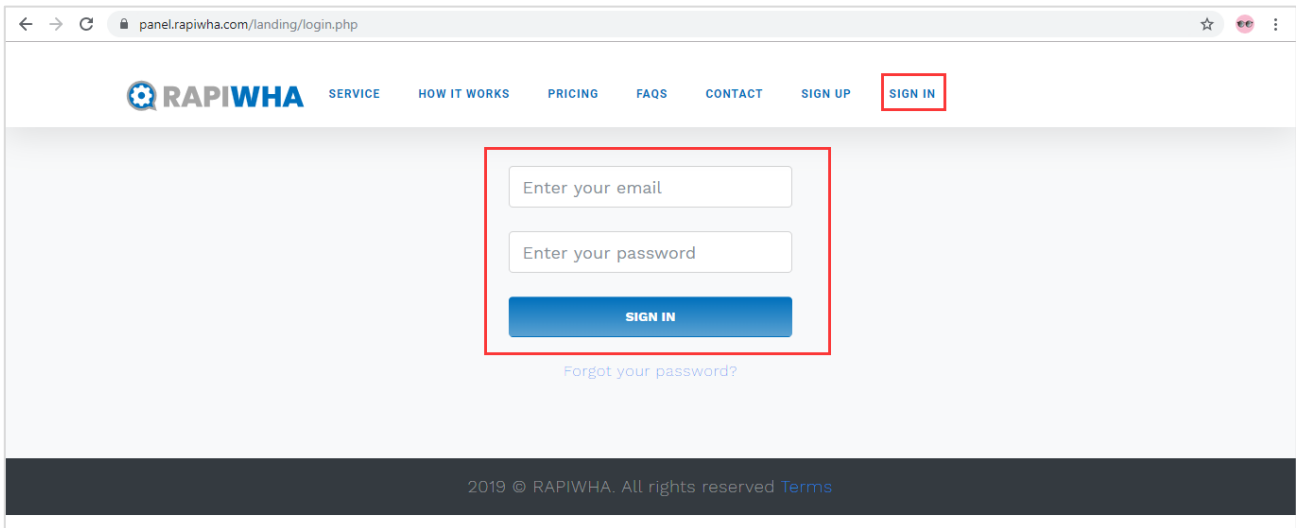 panel.rapiwha.com/landing/login.php
RAPIWHA SERVICE HOW IT WORKS PRICING FAQS CONTACT SIGN UP SIGN IN
Enter your email
Enter your password
SIGN IN
Forgot your password?
2019 © RAPIWHA. All rights reserved Terms